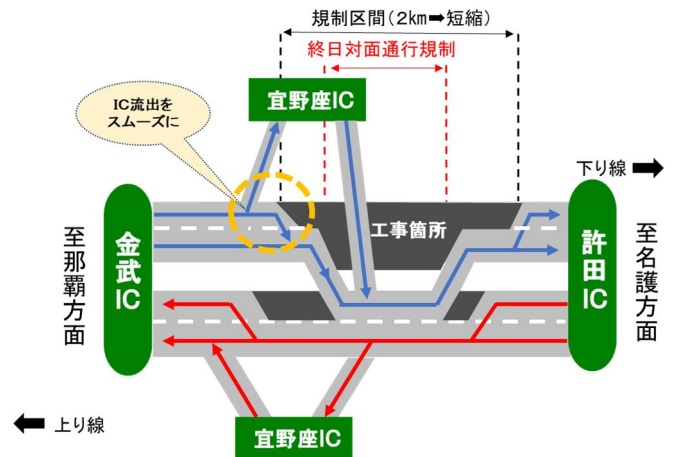 規制区間（２km➡短縮）
終日対面通行規制
IC流出を
スムーズに
宜野座IC
下り線 ➡
工事箇所
至那覇方面
金武IC
許田IC
至名護方面
⬅ 上り線
宜野座IC